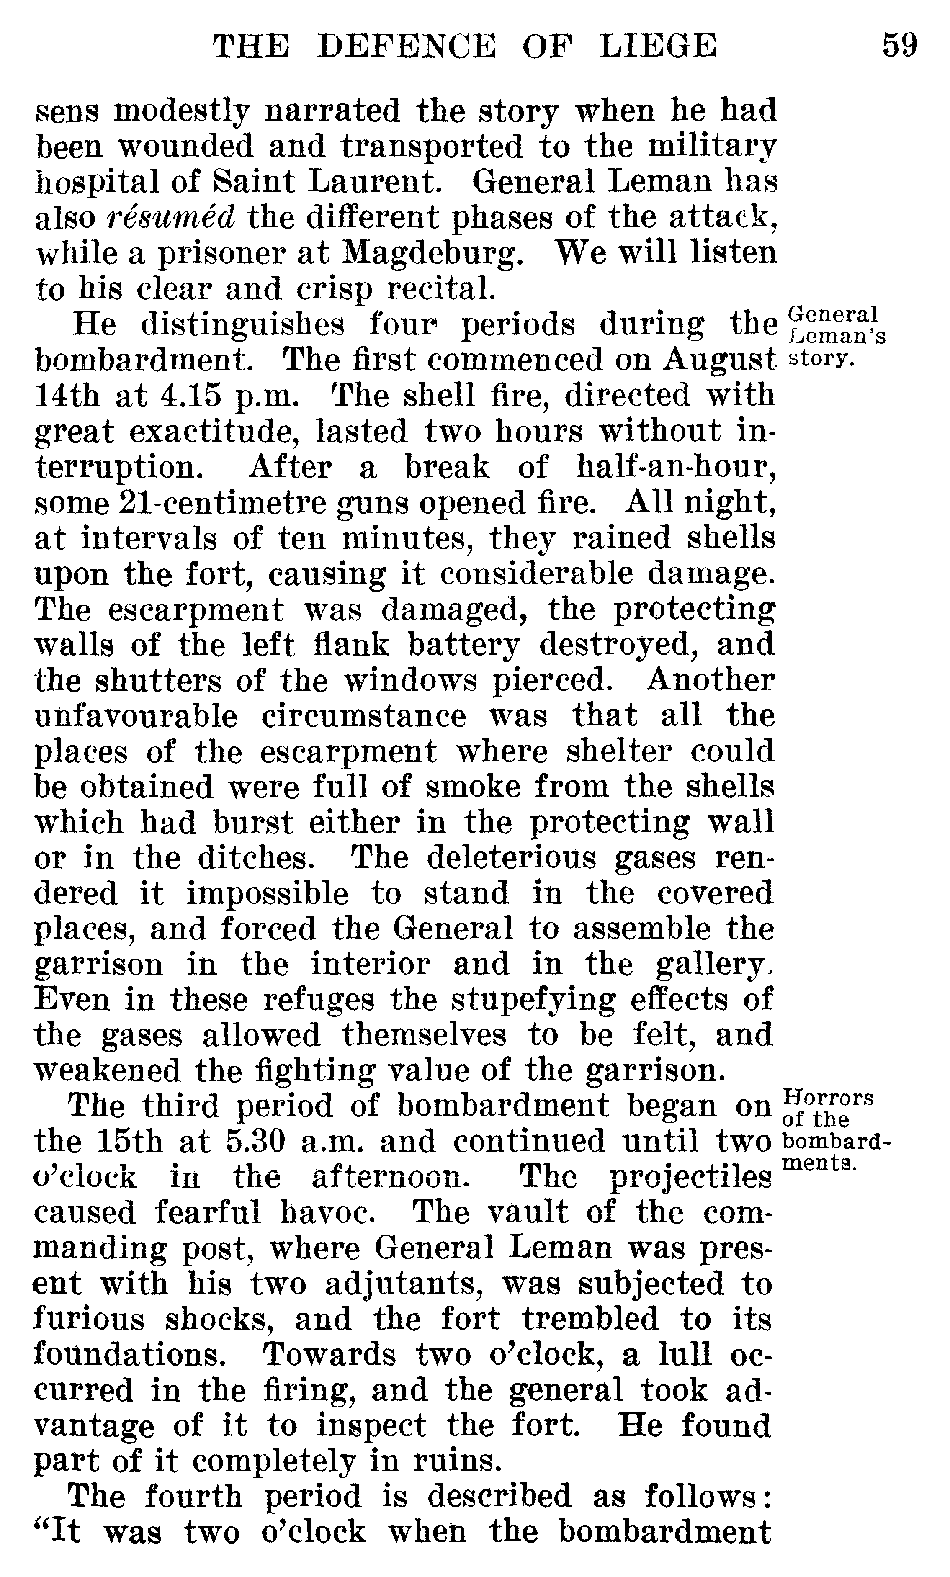 THE DEFENCE OF LIEGE 59
sens modestly narrated the story when he had
been wounded and transported to the military
hospital of Saint Laurent. General Leman has
also résuméd the different phases of the attack,
while a prisoner at Magdeburg. We will listen
to his clear and crisp recital.
He distinguishes four periods during the
General
Leman's
story.
bombardment. The first commenced on August
14th at 4.15 p.m. The shell fire, directed with
great exactitude, lasted two hours without in-
terruption. After a break of half-an-hour,
some 21-centimetre guns opened fire. All night,
at intervals of ten minutes, they rained shells
upon the fort, causing it considerable damage.
The escarpment was damaged, the protecting
walls of the left flank battery destroyed, and
the shutters of the windows pierced. Another
unfavourable circumstance was that all the
places of the escarpment where shelter could
be obtained were full of smoke from the shells
which had burst either in the protecting wall
or in the ditches. The deleterious gases ren-
dered it impossible to stand in the covered
places, and forced the General to assemble the
garrison in the interior and in the gallery.
Even in these refuges the stupefying effects of
the gases allowed themselves to be felt, and
weakened the fighting value of the garrison.
The third period of bombardment began on
Horrors
of the
bombard-
ments.
the 15th at 5.30 a.m. and continued until two
o'clock in the afternoon. The projectiles
caused fearful havoc. The vault of the com-
manding post, where General Leman was pres-
ent with his two adjutants, was subjected to
furious shocks, and the fort trembled to its
foundations. Towards two o'clock, a lull oc-
curred in the firing, and the general took ad-
vantage of it to inspect the fort. He found
part of it completely in ruins.
The fourth period is described as follows:
"It was two o'clock when the bombardment